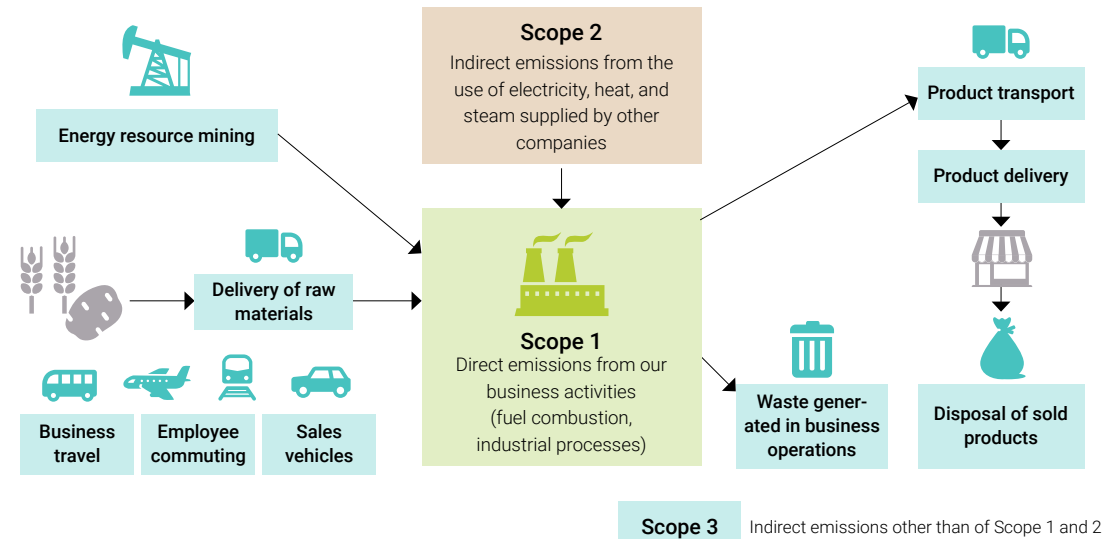 Scope 2
Indirect emissions from the
use of electricity, heat, and
steam supplied by other
companies
Product transport
Energy resource mining
Product delivery
Delivery of raw
materials
Scope 1
Direct emissions from our
business activities
(fuel combustion,
industrial processes)
Business
travel
Employee
commuting
Sales
vehicles
Waste gener-
ated in business
operations
Disposal of sold
products
Scope 3
Indirect emissions other than of Scope 1 and 2